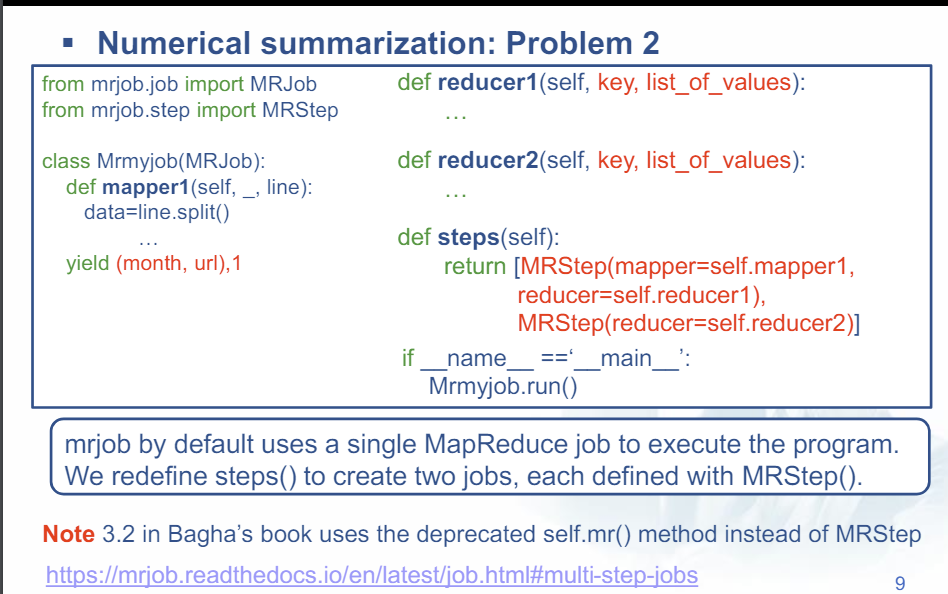 ▪ Numerical summarization: Problem 2
from mrjob.job import MRJob
from mrjob.step import MRStep
class Mrmyjob(MRJob):
def mapper1(self, _, line):
data=line.split()
…
yield (month, url),1
def reducer1(self, key, list_of_values):
…
def reducer2(self, key, list_of_values):
…
def steps(self):
return [MRStep(mapper=self.mapper1,
reducer=self.reducer1),
MRStep(reducer=self.reducer2)]
if __name__ ==‘__main__’:
Mrmyjob.run()
mrjob by default uses a single MapReduce job to execute the program.
We redefine steps() to create two jobs, each defined with MRStep().
Note 3.2 in Bagha’s book uses the deprecated self.mr() method instead of MRStep
https://mrjob.readthedocs.io/en/latest/job.html#multi-step-jobs
9